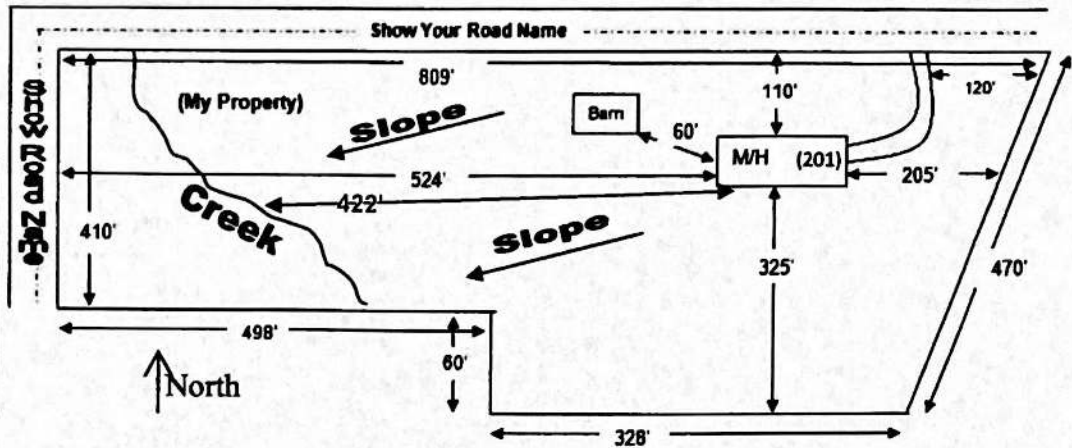 Show Your Road Name
809'
110'
120'
(My Property)
Slope
Barn
60'
M/H (201)
Show Road Name
524'
205'
422'
Creek
410'
Slope
325'
470'
498'
60'
North
328'